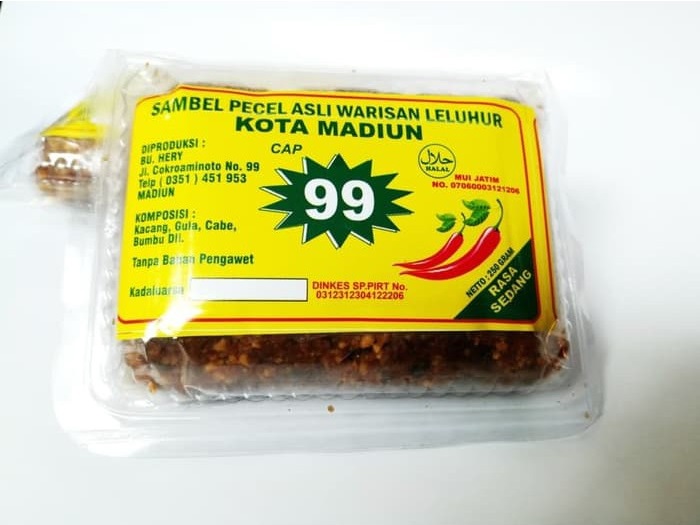 SAMBEL PECEL ASLI WARISAN LELUHUR
KOTA MADIUN
DIPRODUKSI :
BU. HERY
Jl. Cokroaminoto No. 99
Telp ( 0351 ) 451 953
MADIUN
CAP
99
حلال
HALAL
MUI JATIM
NO. 07060003121206
KOMPOSISI :
Kacang, Gula, Cabe,
Bumbu Dll.
Tanpa Bahan Pengawet
Kadaluarsa
DINKES SP.PIRT No.
0312312304122206
NETTO : 250 GRAM
RASA
SEDANG